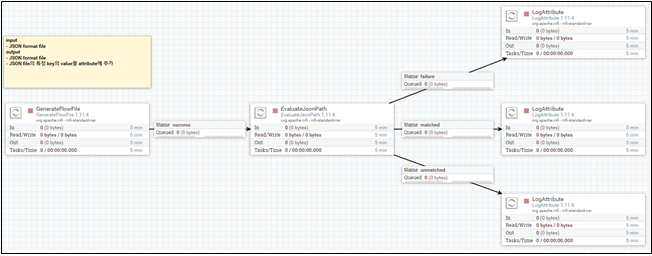 input
- JSON format file
output
- JSON format file
- JSON file의 특정 key의 value를 attribute에 추가
GenerateFlowFile
GenerateFlowFile 1.11.4
org.apache.nifi - nifi-standard-nar
In 0 (0 bytes) 5 min
Read/Write 0 bytes / 0 bytes 5 min
Out 0 (0 bytes) 5 min
Tasks/Time 0 / 00:00:00.000 5 min
Name success
Queued 0 (0 bytes)
EvaluateJsonPath
EvaluateJsonPath 1.11.4
org.apache.nifi - nifi-standard-nar
In 0 (0 bytes) 5 min
Read/Write 0 bytes / 0 bytes 5 min
Out 0 (0 bytes) 5 min
Tasks/Time 0 / 00:00:00.000 5 min
Name failure
Queued 0 (0 bytes)
Name matched
Queued 0 (0 bytes)
Name unmatched
Queued 0 (0 bytes)
LogAttribute
LogAttribute 1.11.4
org.apache.nifi - nifi-standard-nar
In 0 (0 bytes) 5 min
Read/Write 0 bytes / 0 bytes 5 min
Out 0 (0 bytes) 5 min
Tasks/Time 0 / 00:00:00.000 5 min
LogAttribute
LogAttribute 1.11.4
org.apache.nifi - nifi-standard-nar
In 0 (0 bytes) 5 min
Read/Write 0 bytes / 0 bytes 5 min
Out 0 (0 bytes) 5 min
Tasks/Time 0 / 00:00:00.000 5 min
LogAttribute
LogAttribute 1.11.4
org.apache.nifi - nifi-standard-nar
In 0 (0 bytes) 5 min
Read/Write 0 bytes / 0 bytes 5 min
Out 0 (0 bytes) 5 min
Tasks/Time 0 / 00:00:00.000 5 min